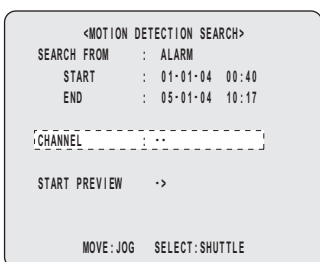 <MOTION DETECTION SEARCH>
SEARCH FROM : ALARM
START : 01-01-04 00:40
END : 05-01-04 10:17
CHANNEL : --
START PREVIEW ->
MOVE:JOG SELECT:SHUTTLE